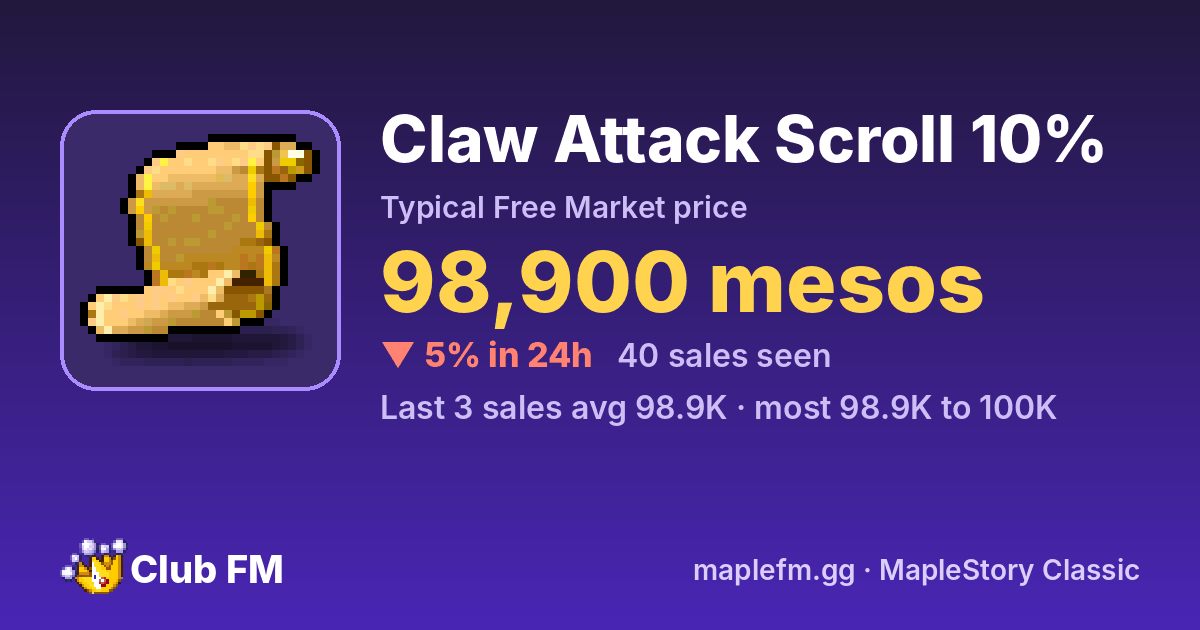 Claw Attack Scroll 10%
Typical Free Market price
98,900 mesos
▼ 5% in 24h 40 sales seen
Last 3 sales avg 98.9K · most 98.9K to 100K
Club FM
maplefm.gg · MapleStory Classic